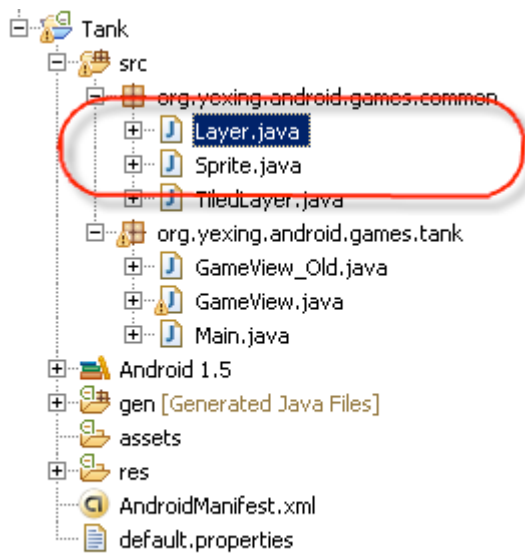 Tank
src
org.yexing.android.games.common
Layer.java
Sprite.java
TiledLayer.java
org.yexing.android.games.tank
GameView_Old.java
GameView.java
Main.java
Android 1.5
gen [Generated Java Files]
assets
res
AndroidManifest.xml
default.properties